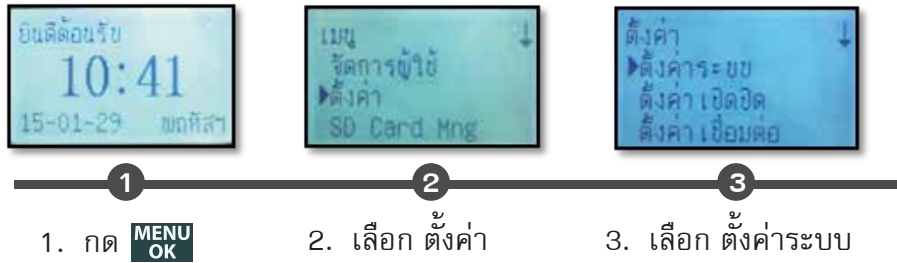 ยินดีต้อนรับ
10:41
15-01-29 พฤหัสฯ
เมนู ↓
จัดการผู้ใช้
▶ตั้งค่า
SD Card Mng
ตั้งค่า ↓
▶ตั้งค่าระบบ
ตั้งค่าเปิดปิด
ตั้งค่าเชื่อมต่อ
1
2
3
1. กด MENU OK
2. เลือก ตั้งค่า
3. เลือก ตั้งค่าระบบ